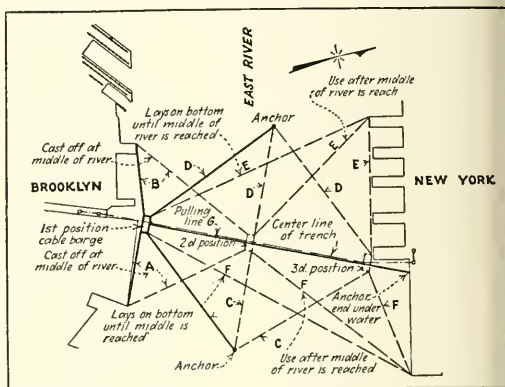 EAST RIVER
Use after middle
of river is reach
Lays on bottom
until middle of
river is reached
Anchor
Cast off at
middle of river
D
E
E
E
B
D
D
BROOKLYN
NEW YORK
Pulling
line G
Center line
of trench
1st position
cable barge
2d position
3d. position
Cast off at
middle of river
A
F
F
F
C
C
Anchor
end under
water
Lays on bottom
until middle is
reached
Anchor
Use after middle
of river is reached